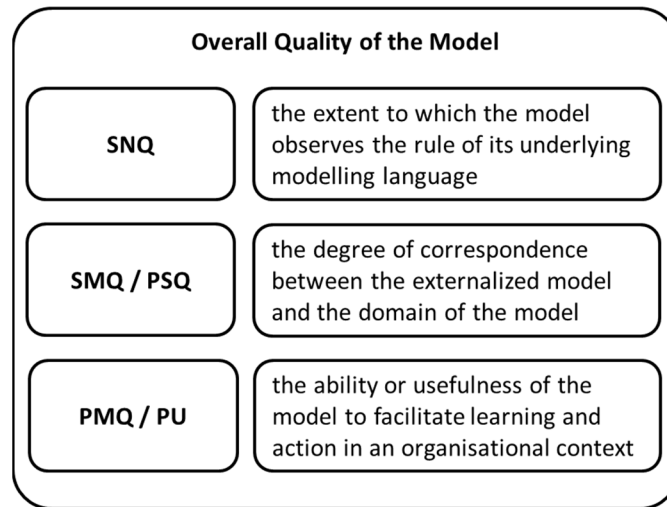 Overall Quality of the Model
SNQ
the extent to which the model
observes the rule of its underlying
modelling language
SMQ / PSQ
the degree of correspondence
between the externalized model
and the domain of the model
PMQ / PU
the ability or usefulness of the
model to facilitate learning and
action in an organisational context